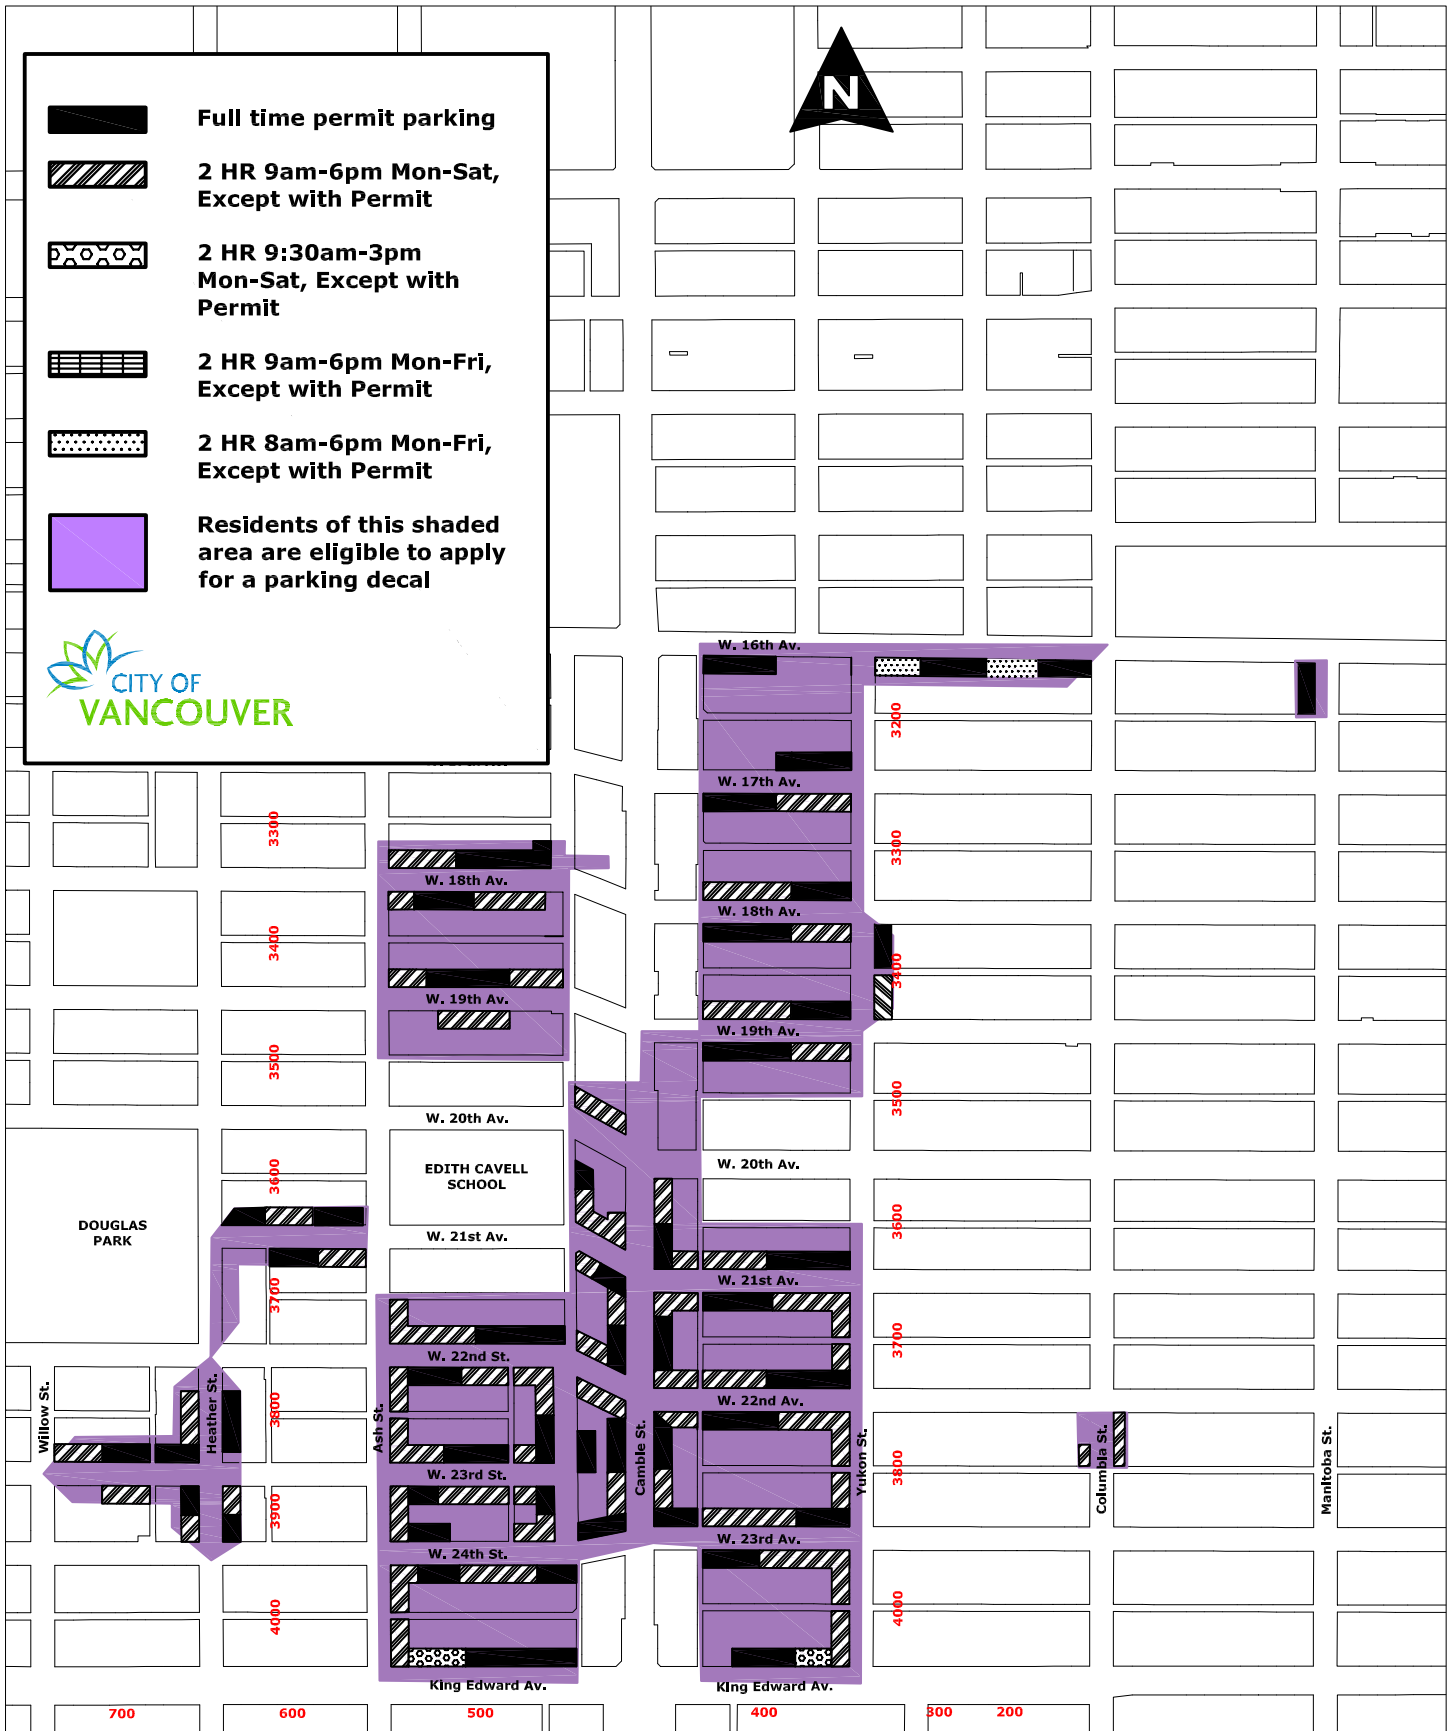 N
Full time permit parking
2 HR 9am-6pm Mon-Sat,
Except with Permit
2 HR 9:30am-3pm
Mon-Sat, Except with
Permit
2 HR 9am-6pm Mon-Fri,
Except with Permit
2 HR 8am-6pm Mon-Fri,
Except with Permit
Residents of this shaded
area are eligible to apply
for a parking decal
CITY OF
VANCOUVER
W. 16th Av.
3200
W. 17th Av.
3300
3300
W. 18th Av.
W. 18th Av.
3400
3400
W. 19th Av.
W. 19th Av.
3500
3500
W. 20th Av.
W. 20th Av.
EDITH CAVELL
SCHOOL
3600
3600
DOUGLAS
PARK
W. 21st Av.
W. 21st Av.
3700
3700
W. 22nd St.
W. 22nd Av.
Willow St.
Heather St.
3800
Ash St.
Cambie St.
Yukon St.
3800
Columbia St.
Manitoba St.
W. 23rd St.
3900
W. 23rd Av.
W. 24th St.
4000
4000
King Edward Av.
King Edward Av.
700
600
500
400
300
200